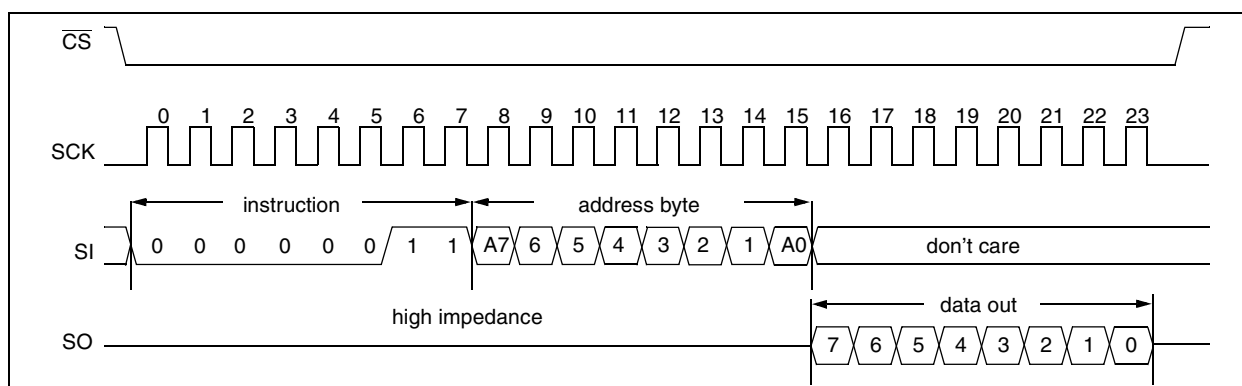 CS
0 1 2 3 4 5 6 7 8 9 10 11 12 13 14 15 16 17 18 19 20 21 22 23
SCK
instruction address byte
SI 0 0 0 0 0 0 1 1 A7 6 5 4 3 2 1 A0 don't care
high impedance data out
SO 7 6 5 4 3 2 1 0